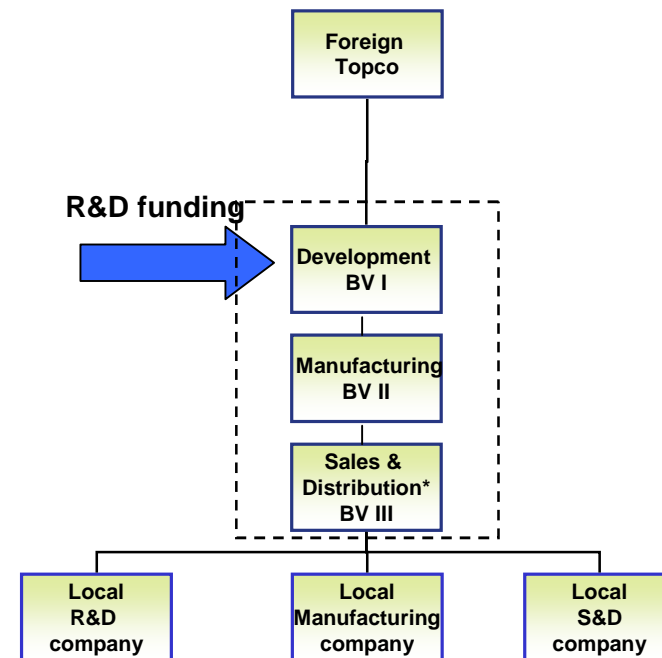 Foreign
Topco
R&D funding
Development
BV I
Manufacturing
BV II
Sales &
Distribution*
BV III
Local
R&D
company
Local
Manufacturing
company
Local
S&D
company